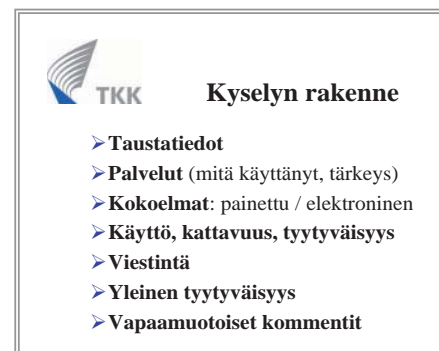 TKK
Kyselyn rakenne
➢Taustatiedot
➢Palvelut (mitä käyttänyt, tärkeys)
➢Kokoelmat: painettu / elektroninen
➢Käyttö, kattavuus, tyytyväisyys
➢Viestintä
➢Yleinen tyytyväisyys
➢Vapaamuotoiset kommentit